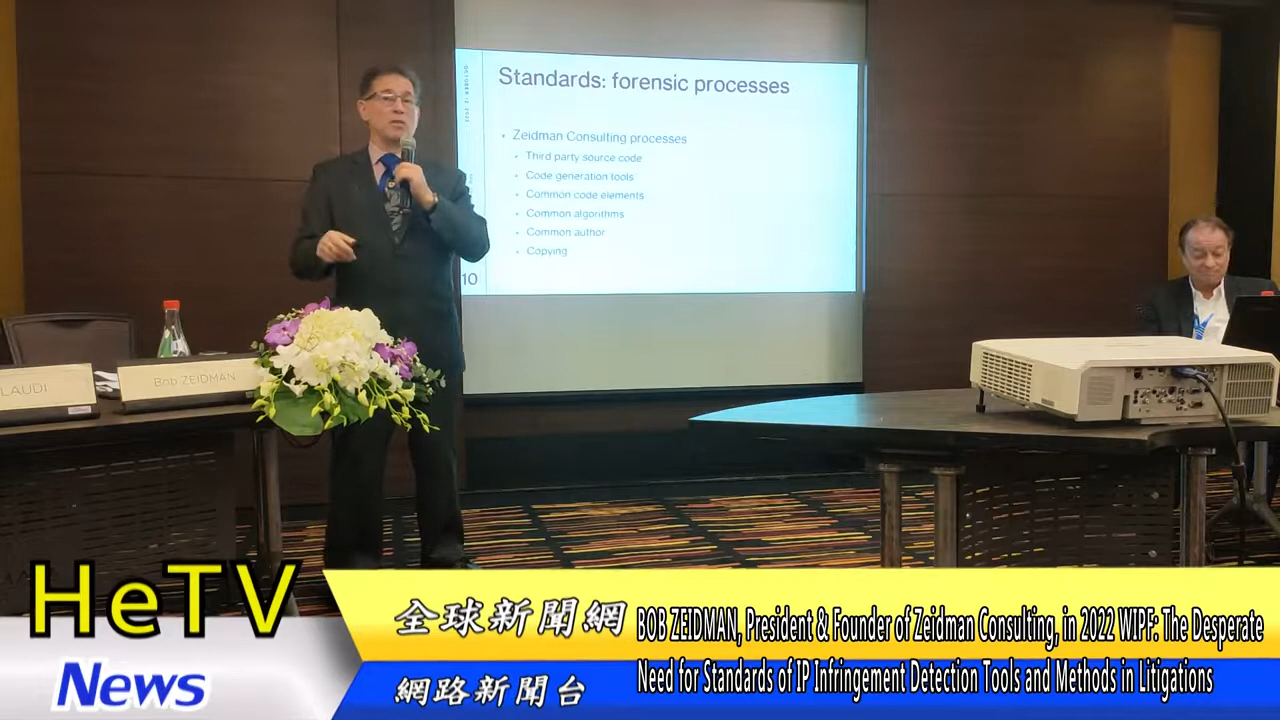 Standards: forensic processes
Zeidman Consulting processes
Third party source code
Code generation tools
Common code elements
Common algorithms
Common author
Copying
10
LAUDI
Bob ZEIDMAN
HeTV
News
全球新聞網
網路新聞台
BOB ZEIDMAN, President & Founder of Zeidman Consulting, in 2022 WIPF: The Desperate
Need for Standards of IP Infringement Detection Tools and Methods in Litigations